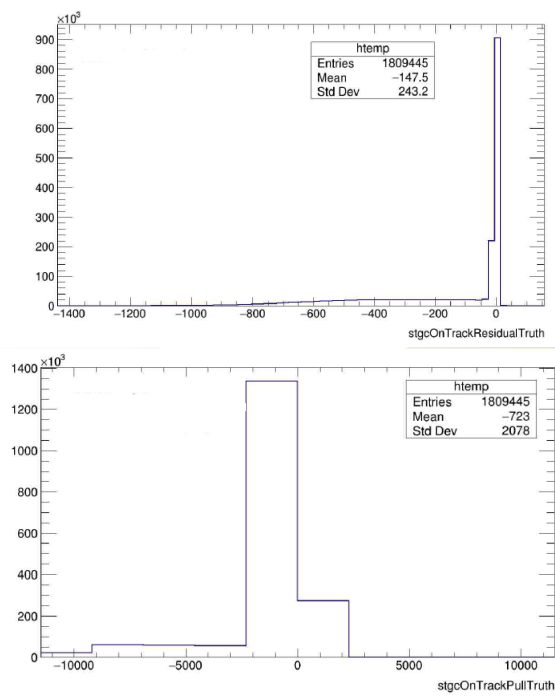 ×10³
900
800
700
600
500
400
300
200
100
0
htemp
Entries 1809445
Mean −147.5
Std Dev 243.2
−1400 −1200 −1000 −800 −600 −400 −200 0
stgcOnTrackResidualTruth
×10³
1400
1200
1000
800
600
400
200
0
htemp
Entries 1809445
Mean −723
Std Dev 2078
−10000 −5000 0 5000 10000
stgcOnTrackPullTruth